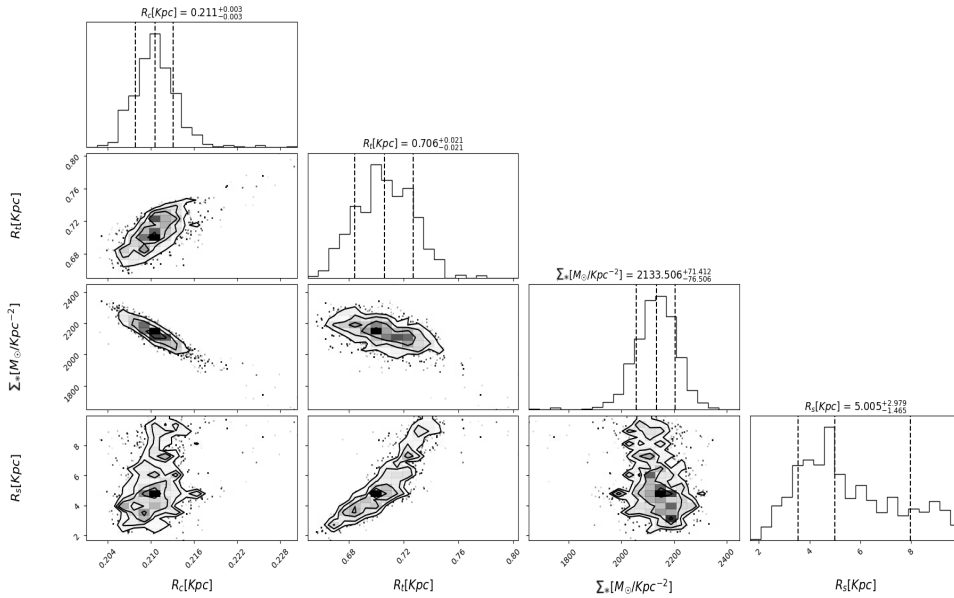 R_c[Kpc] = 0.211^{+0.003}_{-0.003}
R_t[Kpc] = 0.706^{+0.021}_{-0.021}
R_t[Kpc]
0.80
0.76
0.72
0.68
Σ_*[M_⊙/Kpc^{-2}] = 2133.506^{+71.412}_{-76.506}
Σ_*[M_⊙/Kpc^{-2}]
2400
2200
2000
1800
R_s[Kpc] = 5.005^{+2.979}_{-1.465}
R_s[Kpc]
8
6
4
2
0.204 0.210 0.216 0.222 0.228 0.68 0.72 0.76 0.80 1800 2000 2200 2400 2 4 6 8
R_c[Kpc] R_t[Kpc] Σ_*[M_⊙/Kpc^{-2}] R_s[Kpc]